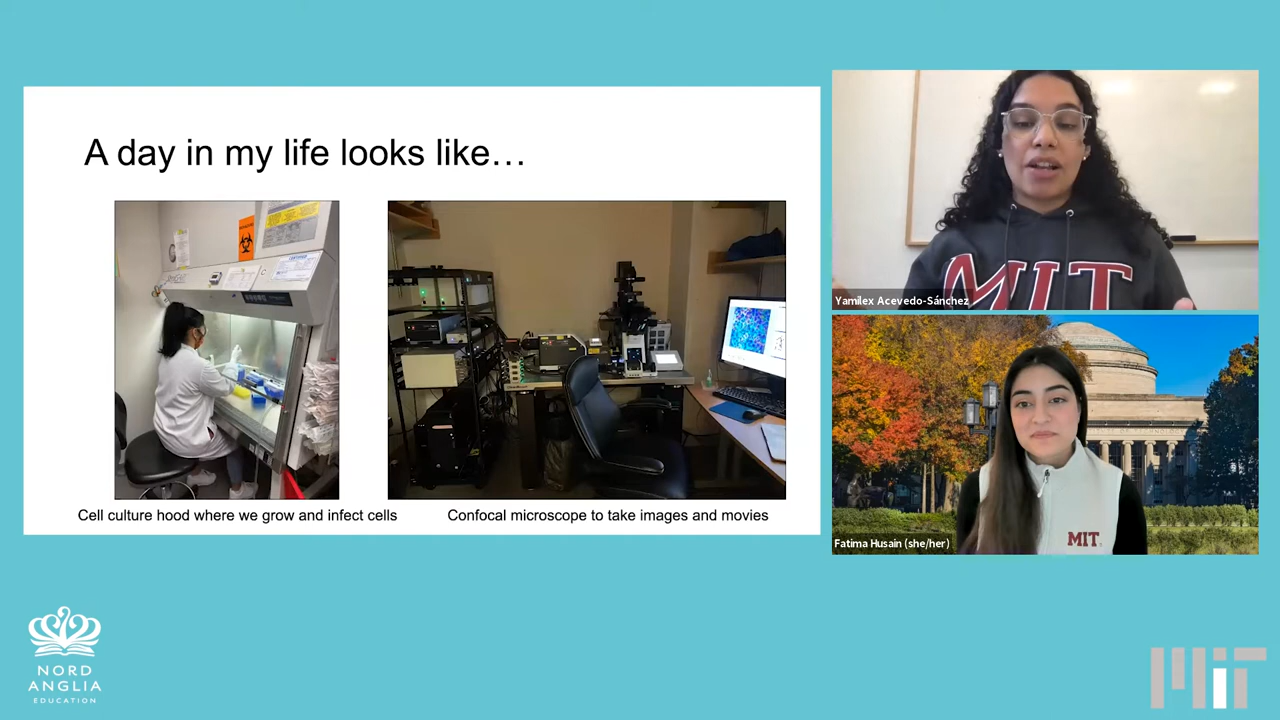 A day in my life looks like…
Cell culture hood where we grow and infect cells
Confocal microscope to take images and movies
MIT
Yamilex Acevedo-Sánchez
MIT
Fatima Husain (she/her)
NORD
ANGLIA
EDUCATION
MIT